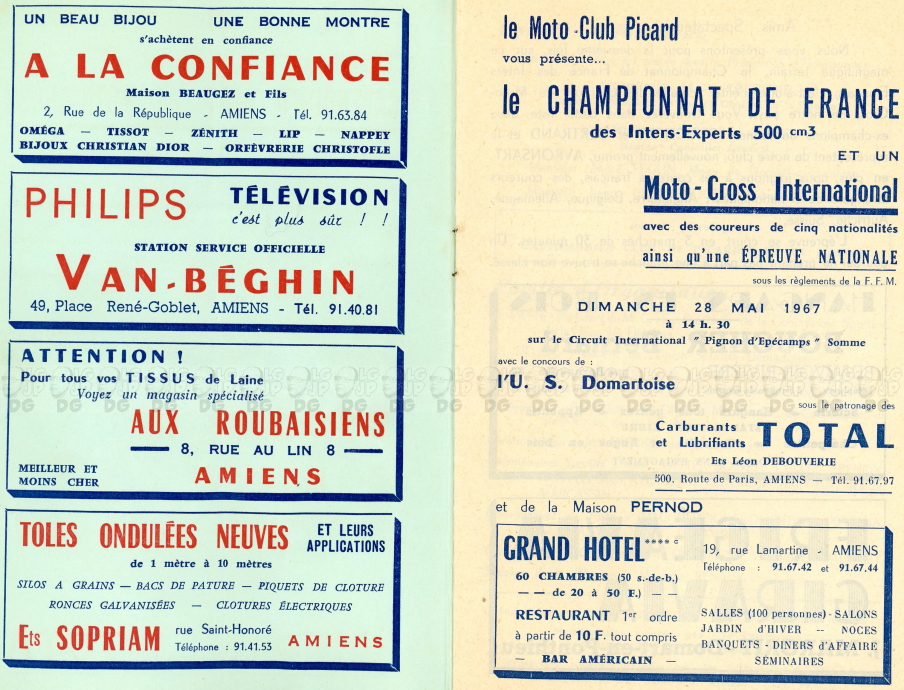 UN BEAU BIJOU UNE BONNE MONTRE
s'achètent en confiance
A LA CONFIANCE
Maison BEAUGEZ et Fils
2, Rue de la République - AMIENS - Tél. 91.63.84
OMÉGA — TISSOT — ZÉNITH — LIP — NAPPEY
BIJOUX CHRISTIAN DIOR — ORFÈVRERIE CHRISTOFLE
PHILIPS TÉLÉVISION
c'est plus sûr ! !
STATION SERVICE OFFICIELLE
VAN-BÉGHIN
49, Place René-Goblet, AMIENS - Tél. 91.40.81
ATTENTION !
Pour tous vos TISSUS de Laine
Voyez un magasin spécialisé
AUX ROUBAISIENS
— 8, RUE AU LIN 8 —
MEILLEUR ET
MOINS CHER
AMIENS
TOLES ONDULÉES NEUVES ET LEURS
APPLICATIONS
de 1 mètre à 10 mètres
SILOS A GRAINS — BACS DE PATURE — PIQUETS DE CLOTURE
RONCES GALVANISÉES — CLOTURES ÉLECTRIQUES
Ets SOPRIAM rue Saint-Honoré
Téléphone : 91.41.53
AMIENS
le Moto-Club Picard
vous présente...
le CHAMPIONNAT DE FRANCE
des Inters-Experts 500 cm3
ET UN
Moto-Cross International
avec des coureurs de cinq nationalités
ainsi qu'une ÉPREUVE NATIONALE
sous les règlements de la F. F. M.
DIMANCHE 28 MAI 1967
à 14 h. 30
sur le Circuit International " Pignon d'Epécamps " Somme
avec le concours de :
l'U. S. Domartoise
sous le patronage des
Carburants
et Lubrifiants TOTAL
Ets Léon DEBOUVERIE
500, Route de Paris, AMIENS — Tél. 91.67.97
et de la Maison PERNOD
GRAND HOTEL **** c
19, rue Lamartine - AMIENS
Téléphone : 91.67.42 et 91.67.44
60 CHAMBRES (50 s.-de-b.)
— — de 20 à 50 F.) — —
RESTAURANT 1er ordre
à partir de 10 F. tout compris
— BAR AMÉRICAIN —
SALLES (100 personnes) - SALONS
JARDIN D'HIVER -- NOCES
BANQUETS - DINERS D'AFFAIRE
SÉMINAIRES